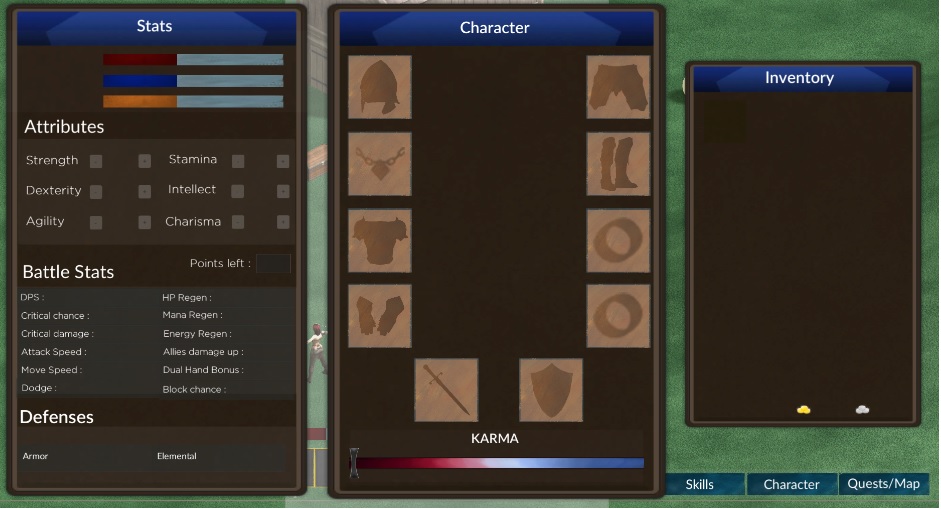 Stats
Attributes
Strength - + Stamina - +
Dexterity - + Intellect - +
Agility - + Charisma - +
Points left :
Battle Stats
DPS : HP Regen :
Critical chance : Mana Regen :
Critical damage : Energy Regen :
Attack Speed : Allies damage up :
Move Speed : Dual Hand Bonus :
Dodge : Block chance :
Defenses
Armor Elemental
Character
KARMA
Inventory
Skills Character Quests/Map